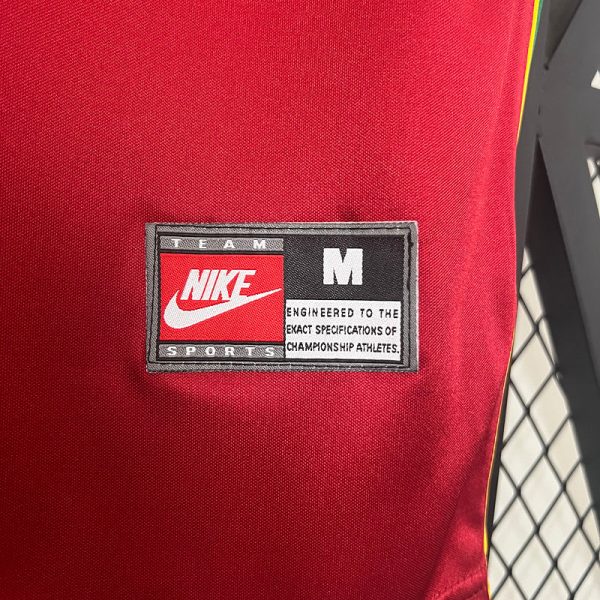 TEAM
NIKE
SPORTS
M
ENGINEERED TO THE
EXACT SPECIFICATIONS OF
CHAMPIONSHIP ATHLETES.